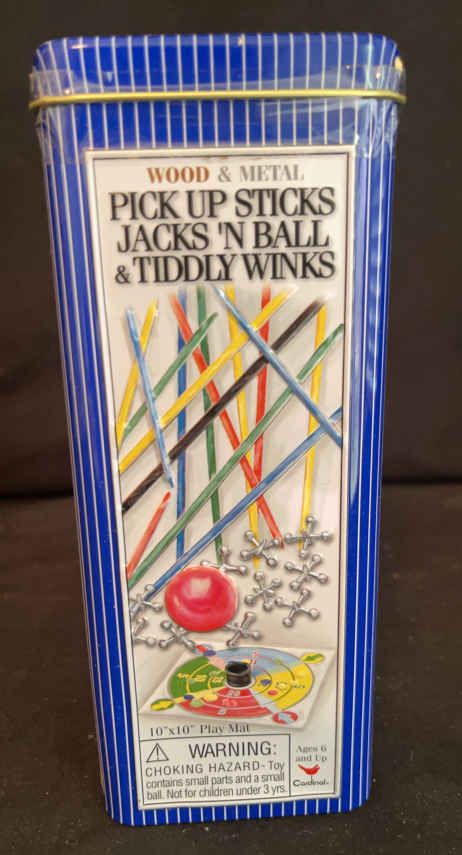 WOOD & METAL
PICK UP STICKS
JACKS 'N BALL
& TIDDLY WINKS
10"x10" Play Mat
WARNING:
CHOKING HAZARD- Toy
contains small parts and a small
ball. Not for children under 3 yrs.
Ages 6
and Up
Cardinal